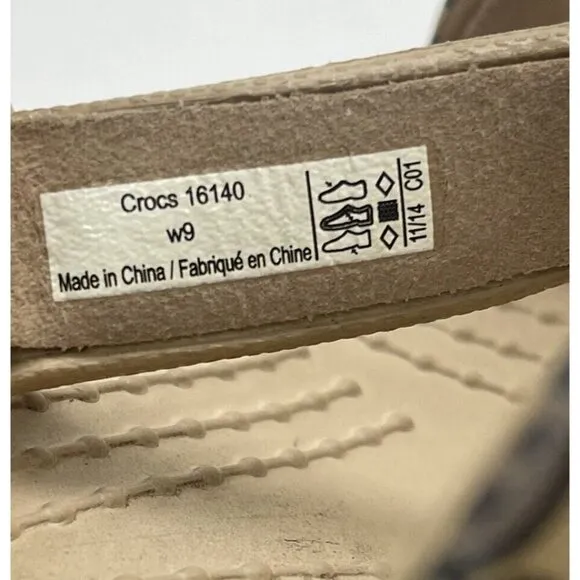 Crocs 16140
w9
Made in China / Fabriqué en Chine
11/14 C01